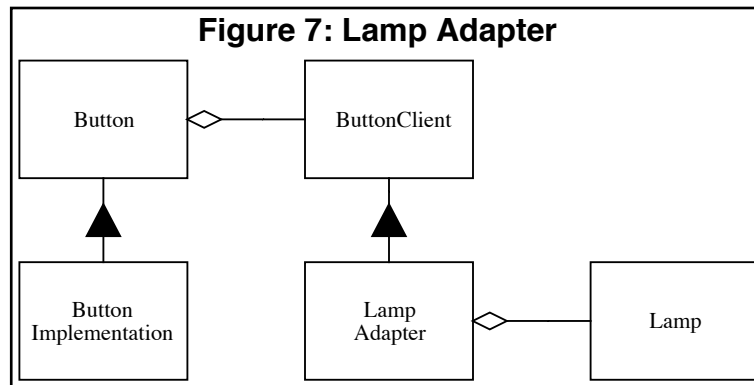 Figure 7: Lamp Adapter
Button
ButtonClient
Button
Implementation
Lamp
Adapter
Lamp